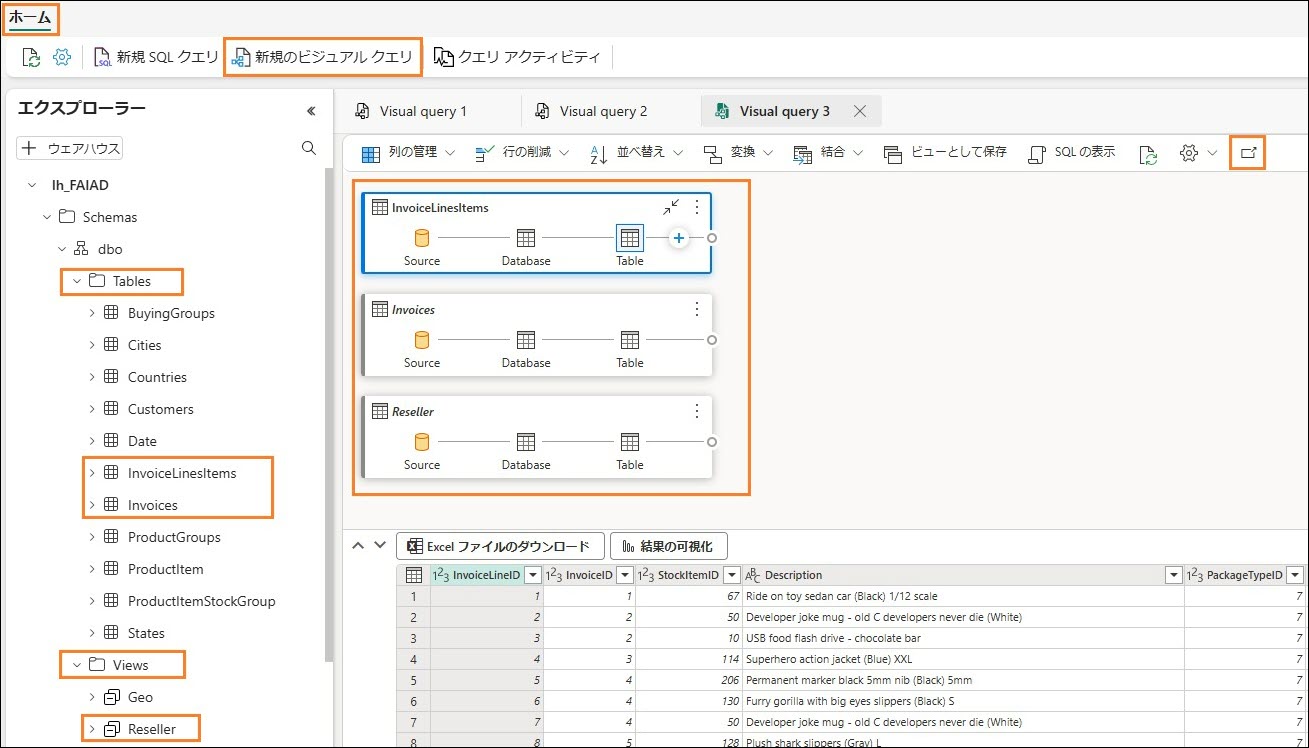 ホーム
新規 SQL クエリ 新規のビジュアル クエリ クエリ アクティビティ
エクスプローラー
ウェアハウス
lh_FAIAD
Schemas
dbo
Tables
BuyingGroups
Cities
Countries
Customers
Date
InvoiceLinesItems
Invoices
ProductGroups
ProductItem
ProductItemStockGroup
States
Views
Geo
Reseller
Visual query 1 Visual query 2 Visual query 3
列の管理 行の削減 並べ替え 変換 結合 ビューとして保存 SQL の表示
InvoiceLinesItems
Source Database Table
Invoices
Source Database Table
Reseller
Source Database Table
Excel ファイルのダウンロード 結果の可視化
InvoiceLineID InvoiceID StockItemID Description PackageTypeID
1 1 1 67 Ride on toy sedan car (Black) 1/12 scale 7
2 2 2 50 Developer joke mug - old C developers never die (White) 7
3 3 2 10 USB food flash drive - chocolate bar 7
4 4 3 114 Superhero action jacket (Blue) XXL 7
5 5 4 206 Permanent marker black 5mm nib (Black) 5mm 7
6 6 4 130 Furry gorilla with big eyes slippers (Black) S 7
7 7 4 50 Developer joke mug - old C developers never die (White) 7
8 8 5 128 Plush shark slippers (Gray) L 7